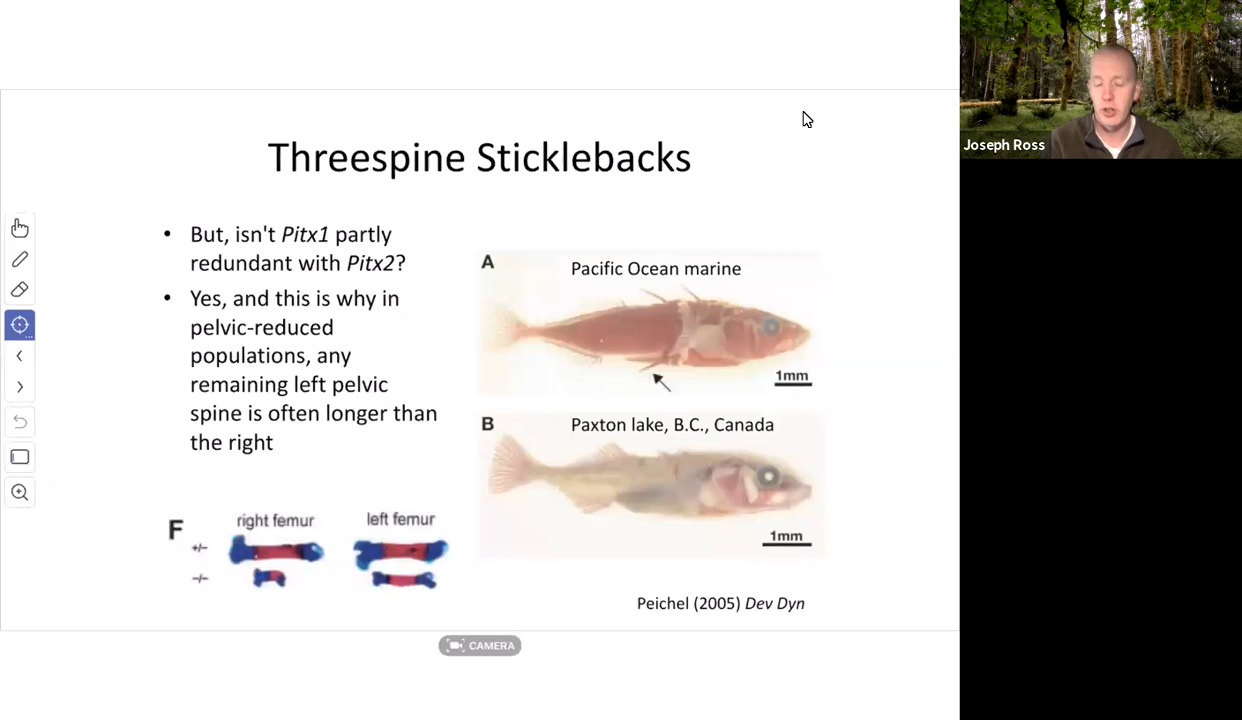 Threespine Sticklebacks
• But, isn't Pitx1 partly
redundant with Pitx2?
• Yes, and this is why in
pelvic-reduced
populations, any
remaining left pelvic
spine is often longer than
the right
A
Pacific Ocean marine
1mm
B
Paxton lake, B.C., Canada
1mm
F
right femur
left femur
+/-
-/-
Peichel (2005) Dev Dyn
CAMERA
Joseph Ross